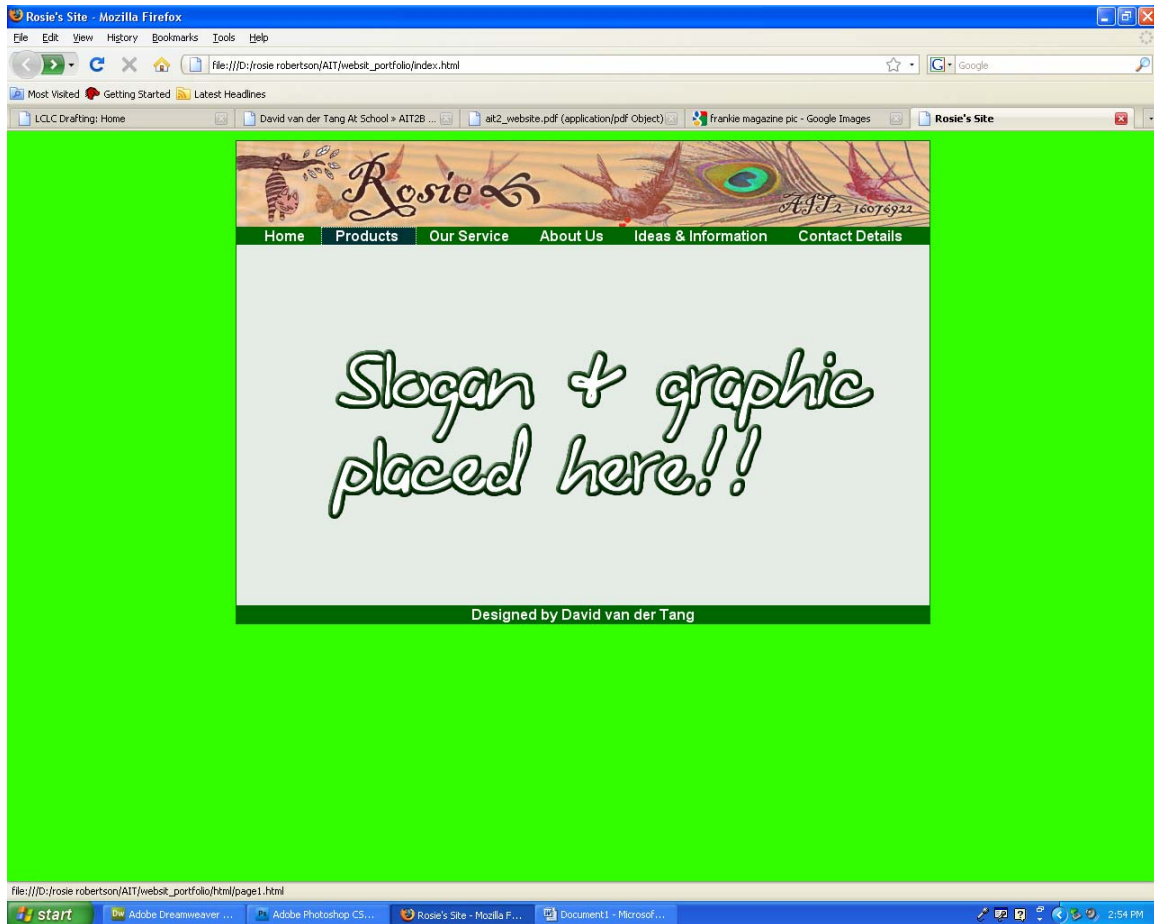 Rosie's Site - Mozilla Firefox
File Edit View History Bookmarks Tools Help
file:///D:/rosie robertson/AIT/websit_portfolio/index.html G Google
Most Visited Getting Started Latest Headlines
LCLC Drafting: Home David van der Tang At School » AIT2B ... ait2_website.pdf (application/pdf Object) frankie magazine pic - Google Images Rosie's Site
Rosie
AIT2 16076922
Home Products Our Service About Us Ideas & Information Contact Details
Slogan & graphic
placed here!!
Designed by David van der Tang
file:///D:/rosie robertson/AIT/websit_portfolio/html/page1.html
start Dw Adobe Dreamweaver ... Ps Adobe Photoshop CS... Rosie's Site - Mozilla F... Document1 - Microsof... 2:54 PM